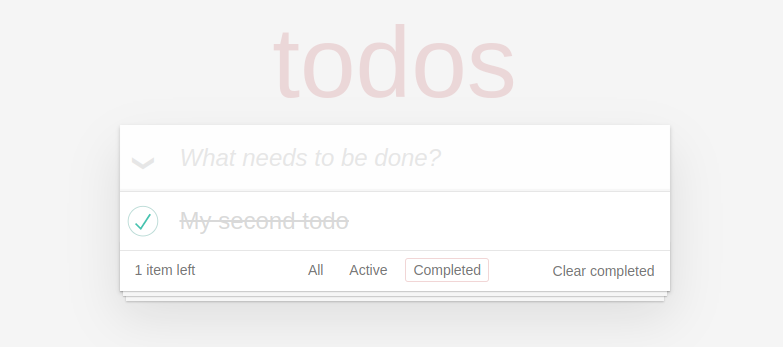 todos
What needs to be done?
My second todo
1 item left All Active Completed Clear completed